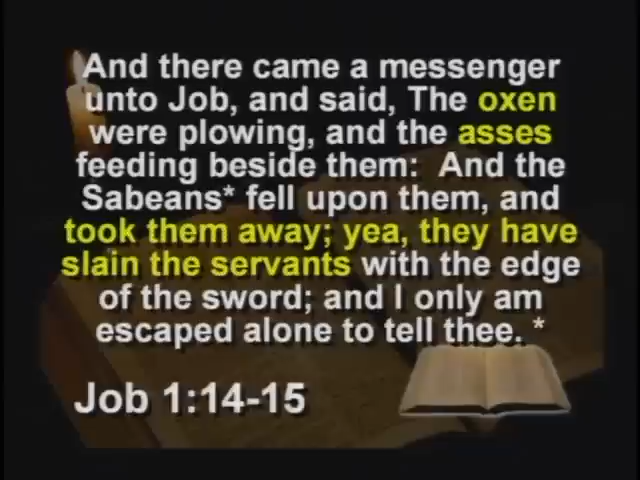 And there came a messenger
unto Job, and said, The oxen
were plowing, and the asses
feeding beside them:  And the
Sabeans* fell upon them, and
took them away; yea, they have
slain the servants with the edge
of the sword; and I only am
escaped alone to tell thee. *
Job 1:14-15